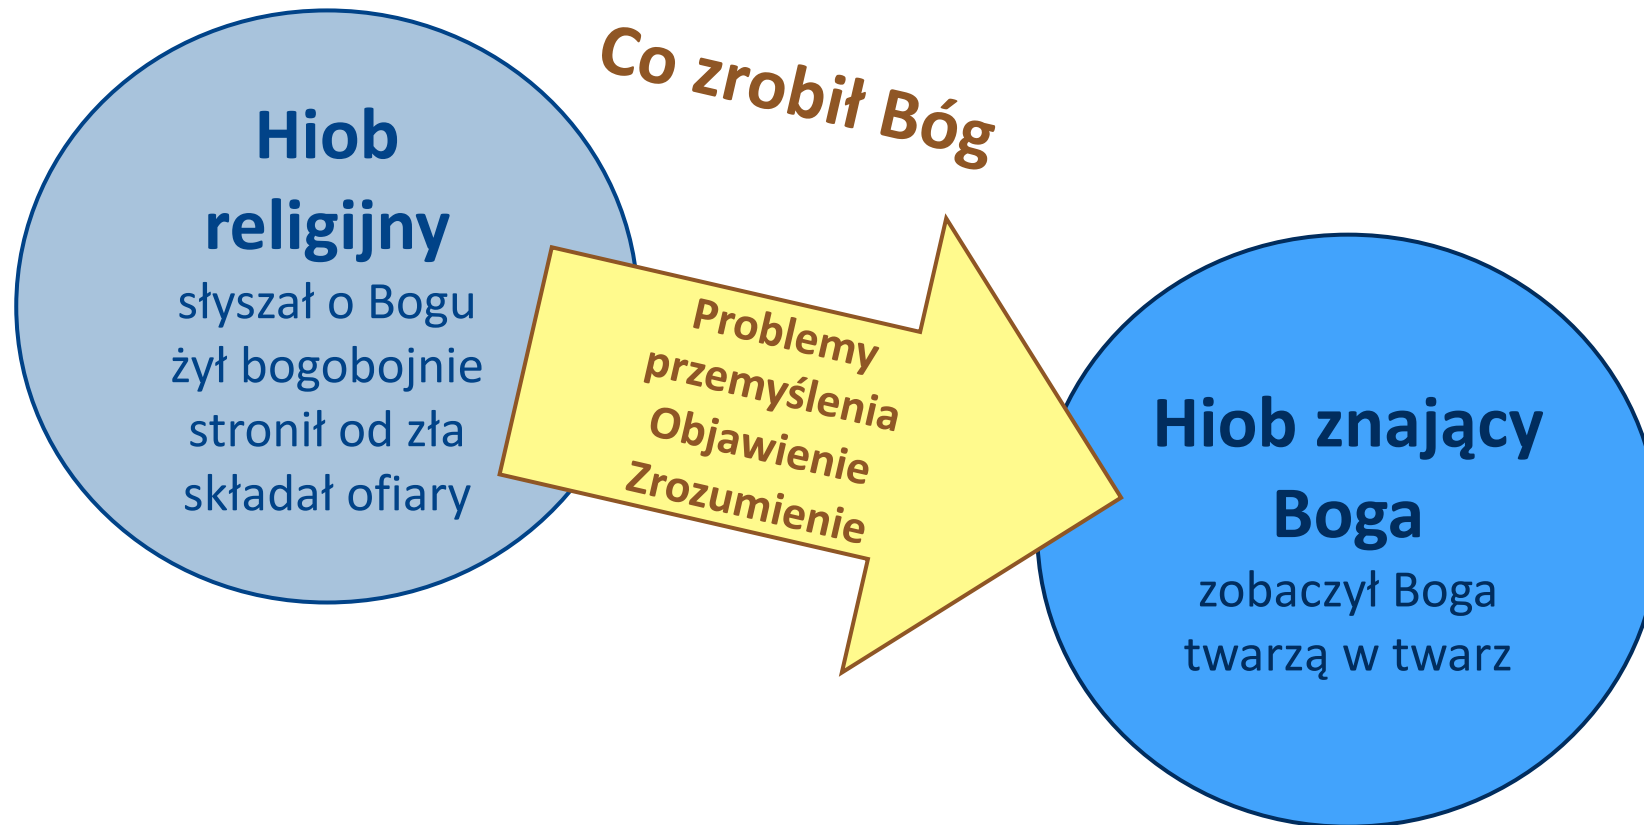 Co zrobił Bóg
Hiob
religijny
słyszał o Bogu
żył bogobojnie
stronił od zła
składał ofiary
Problemy
przemyślenia
Objawienie
Zrozumienie
Hiob znający
Boga
zobaczył Boga
twarzą w twarz